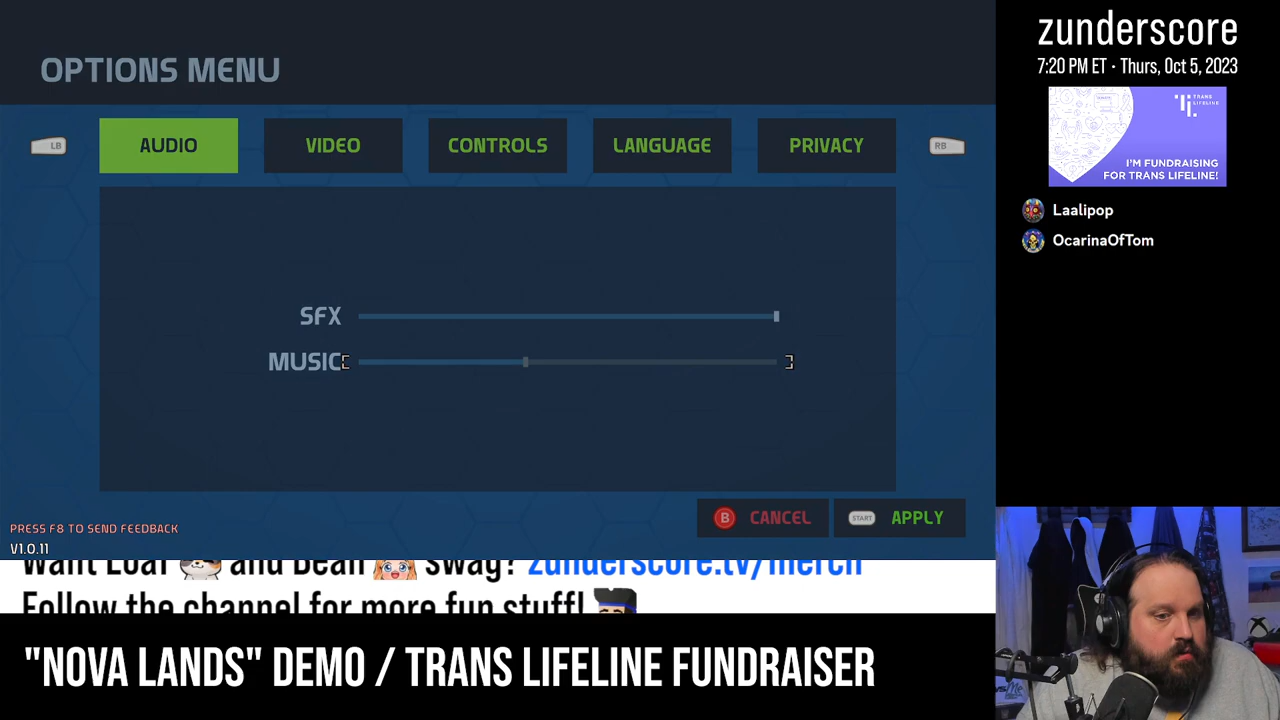 OPTIONS MENU
LB
AUDIO
VIDEO
CONTROLS
LANGUAGE
PRIVACY
RB
SFX
MUSIC
B CANCEL
START APPLY
PRESS F8 TO SEND FEEDBACK
V1.0.11
Want Loaf and Bean swag? zunderscore.tv/merch
Follow the channel for more fun stuff!
"NOVA LANDS" DEMO / TRANS LIFELINE FUNDRAISER
zunderscore
7:20 PM ET · Thurs, Oct 5, 2023
TRANS
LIFELINE
I'M FUNDRAISING
FOR TRANS LIFELINE!
Laalipop
OcarinaOfTom